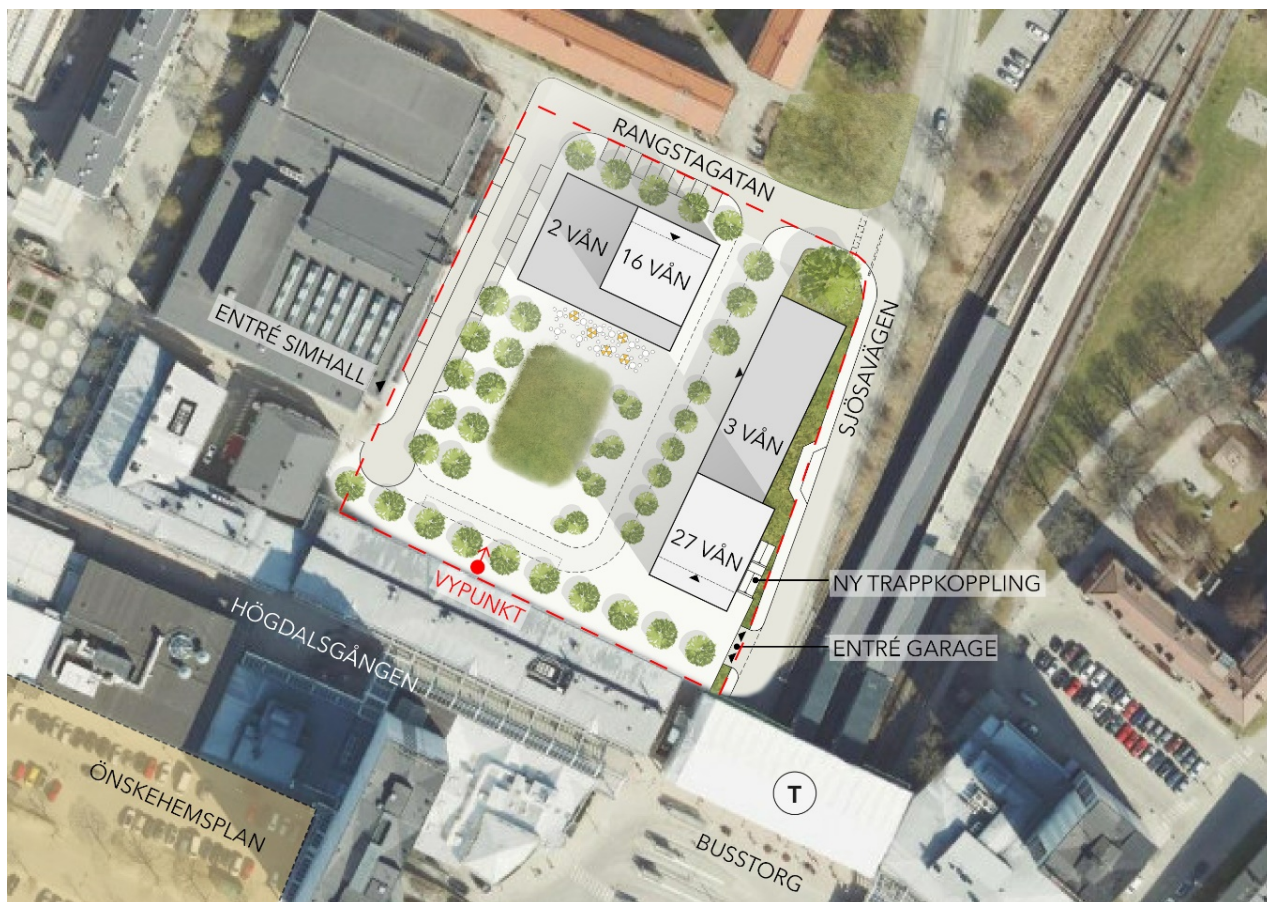 RANGSTAGATAN
2 VÅN
16 VÅN
ENTRÉ SIMHALL
SJÖSAVÄGEN
3 VÅN
27 VÅN
NY TRAPPKOPPLING
VYPUNKT
ENTRÉ GARAGE
HÖGDALSGÅNGEN
ÖNSKEHEMSPLAN
T
BUSSTORG